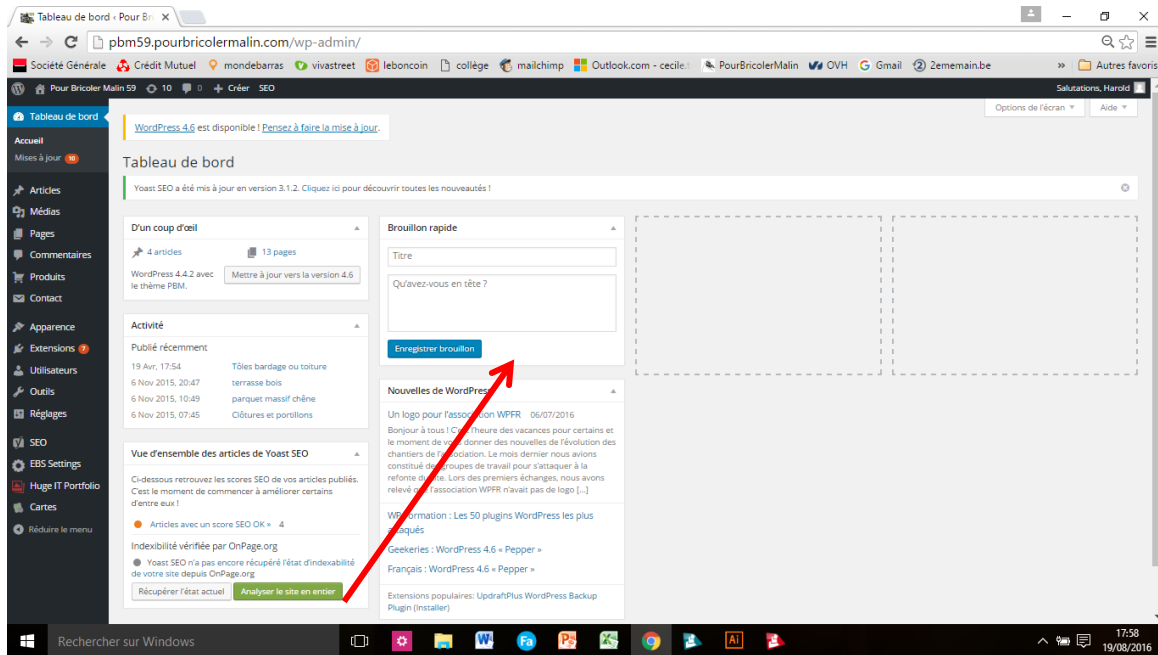 Tableau de bord ‹ Pour Br
pbm59.pourbricolermalin.com/wp-admin/
Société Générale Crédit Mutuel mondebarras vivastreet leboncoin collège mailchimp Outlook.com - cecile. PourBricolerMalin OVH Gmail 2ememain.be » Autres favoris
Pour Bricoler Malin 59 10 0 + Créer SEO Salutations, Harold
Options de l'écran Aide
Tableau de bord
Accueil
Mises à jour 10
Articles
Médias
Pages
Commentaires
Produits
Contact
Apparence
Extensions 7
Utilisateurs
Outils
Réglages
SEO
EBS Settings
Huge IT Portfolio
Cartes
Réduire le menu
WordPress 4.6 est disponible ! Pensez à faire la mise à jour.
Tableau de bord
Yoast SEO a été mis à jour en version 3.1.2. Cliquez ici pour découvrir toutes les nouveautés !
D'un coup d'œil
4 articles 13 pages
WordPress 4.4.2 avec
le thème PBM.
Mettre à jour vers la version 4.6
Activité
Publié récemment
19 Avr, 17:54 Tôles bardage ou toiture
6 Nov 2015, 20:47 terrasse bois
6 Nov 2015, 10:49 parquet massif chêne
6 Nov 2015, 07:45 Clôtures et portillons
Vue d'ensemble des articles de Yoast SEO
Ci-dessous retrouvez les scores SEO de vos articles publiés.
C'est le moment de commencer à améliorer certains
d'entre eux !
Articles avec un score SEO OK » 4
Indexibilité vérifiée par OnPage.org
Yoast SEO n'a pas encore récupéré l'état d'indexabilité
de votre site depuis OnPage.org
Récupérer l'état actuel Analyser le site en entier
Brouillon rapide
Titre
Qu'avez-vous en tête ?
Enregistrer brouillon
Nouvelles de WordPress
Un logo pour l'association WPFR 06/07/2016
Bonjour à tous ! C'est l'heure des vacances pour certains et
le moment de vous donner des nouvelles de l'évolution des
chantiers de l'association. Le mois dernier nous avions
constitué des groupes de travail pour s'attaquer à la
refonte du site. Lors des premiers échanges, nous avons
relevé que l'association WPFR n'avait pas de logo […]
WP Formation : Les 50 plugins WordPress les plus
attaqués
Geekeries : WordPress 4.6 « Pepper »
Français : WordPress 4.6 « Pepper »
Extensions populaires: UpdraftPlus WordPress Backup
Plugin (Installer)
Rechercher sur Windows
17:58
19/08/2016